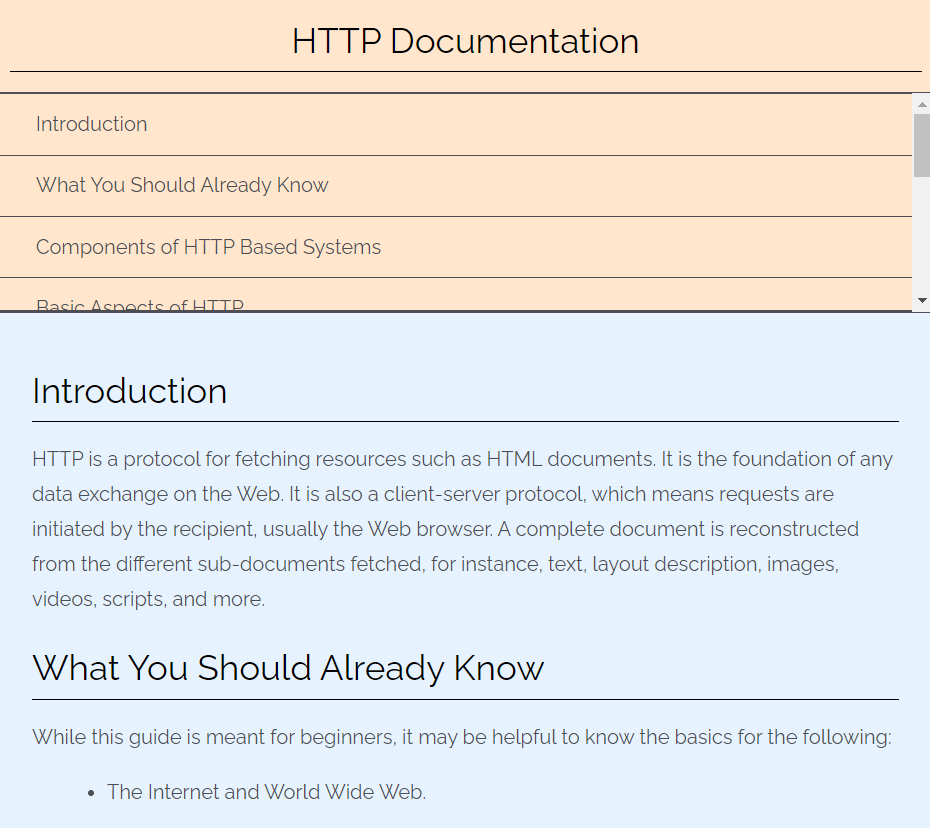 HTTP Documentation
Introduction
What You Should Already Know
Components of HTTP Based Systems
Basic Aspects of HTTP
Introduction
HTTP is a protocol for fetching resources such as HTML documents. It is the foundation of any
data exchange on the Web. It is also a client-server protocol, which means requests are
initiated by the recipient, usually the Web browser. A complete document is reconstructed
from the different sub-documents fetched, for instance, text, layout description, images,
videos, scripts, and more.
What You Should Already Know
While this guide is meant for beginners, it may be helpful to know the basics for the following:
• The Internet and World Wide Web.